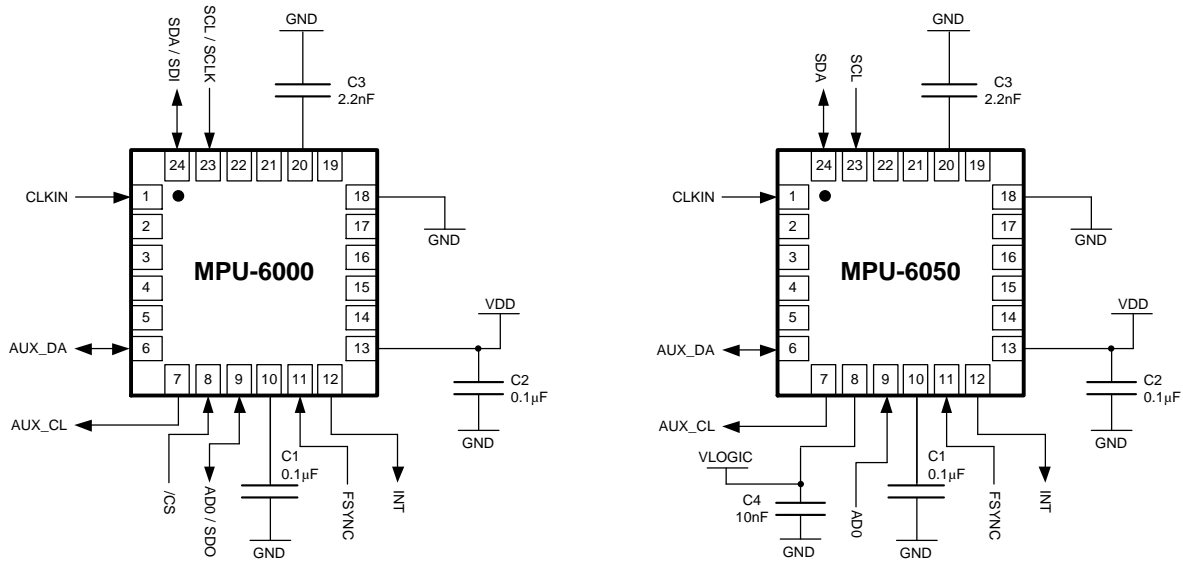 GND
SDA / SDI
SCL / SCLK
C3
2.2nF
24 23 22 21 20 19
CLKIN
1
2
3
4
5
6
18
17
16
15
14
13
MPU-6000
GND
VDD
AUX_DA
7 8 9 10 11 12
C2
0.1µF
GND
AUX_CL
/CS
AD0 / SDO
C1
0.1µF
GND
FSYNC
INT
GND
SDA
SCL
C3
2.2nF
24 23 22 21 20 19
CLKIN
1
2
3
4
5
6
18
17
16
15
14
13
MPU-6050
GND
VDD
AUX_DA
7 8 9 10 11 12
C2
0.1µF
GND
AUX_CL
VLOGIC
C4
10nF
GND
AD0
C1
0.1µF
GND
FSYNC
INT